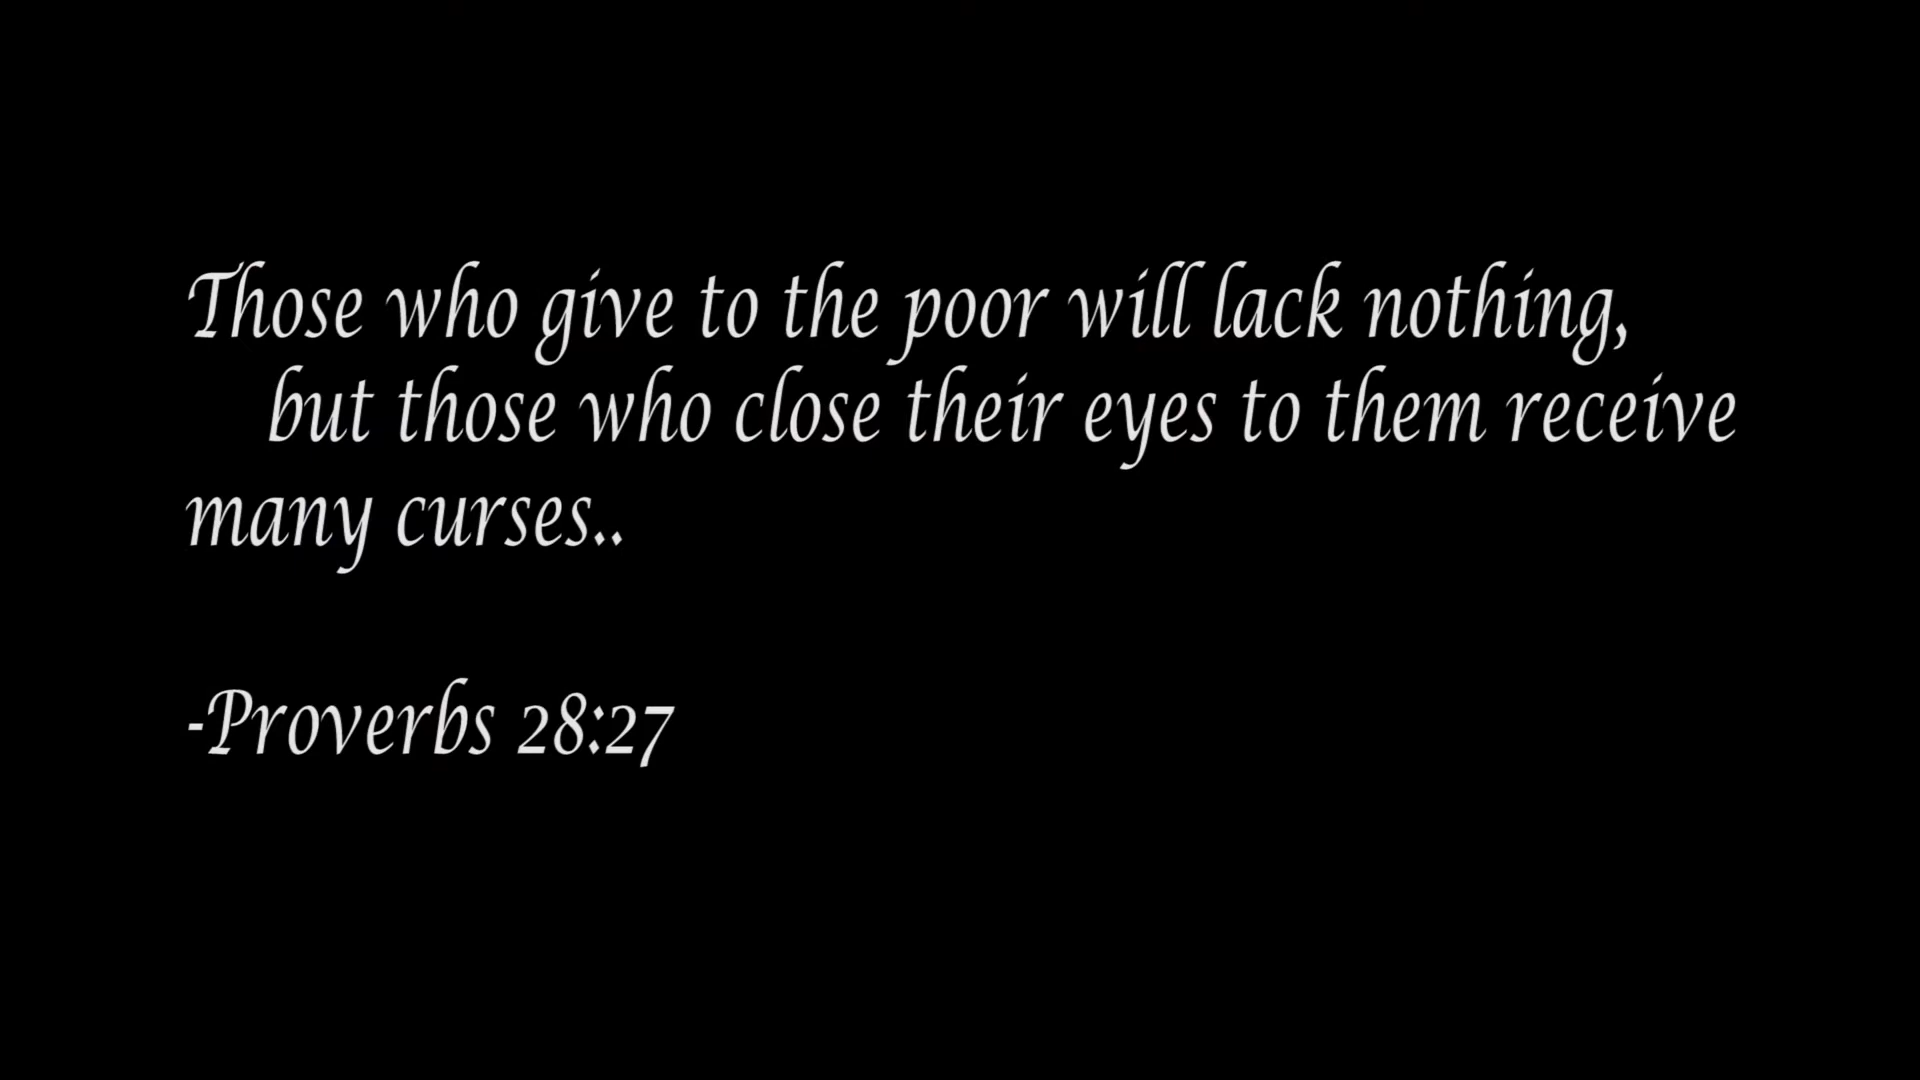 Those who give to the poor will lack nothing,
but those who close their eyes to them receive
many curses..
-Proverbs 28:27